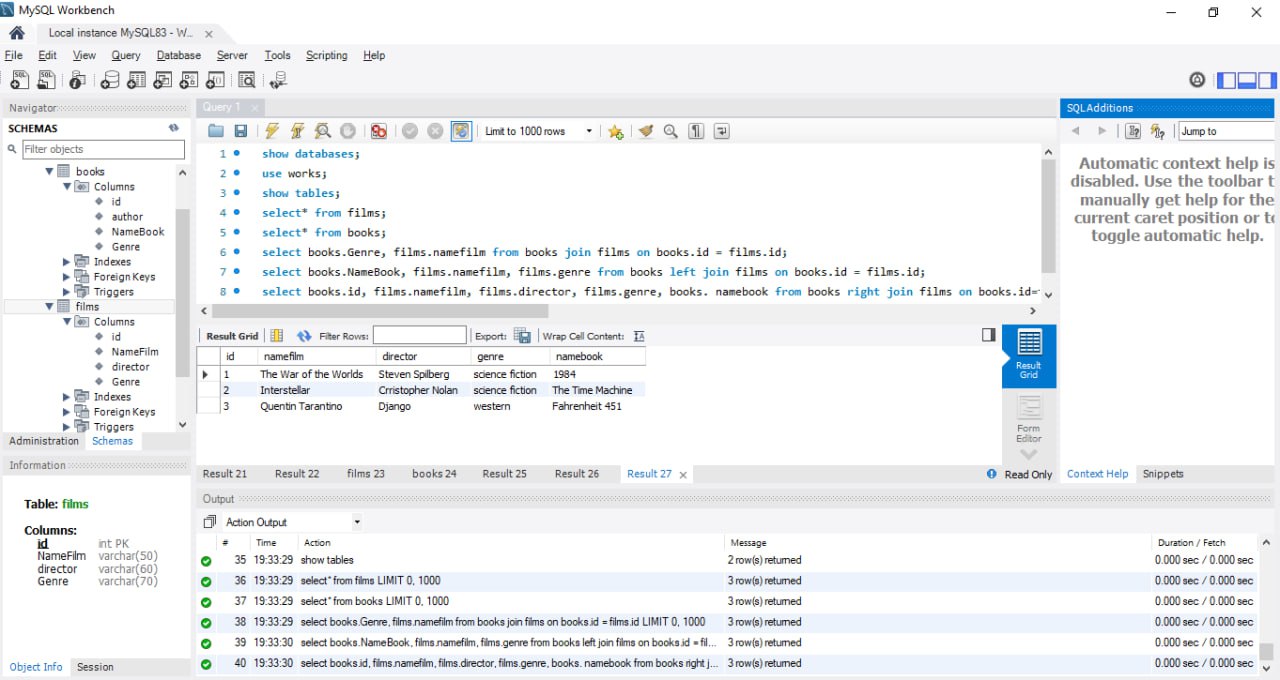 MySQL Workbench
Local instance MySQL83 - W...
File Edit View Query Database Server Tools Scripting Help
Navigator
SCHEMAS
Filter objects
books
Columns
id
author
NameBook
Genre
Indexes
Foreign Keys
Triggers
films
Columns
id
NameFilm
director
Genre
Indexes
Foreign Keys
Triggers
Administration Schemas
Information
Table: films
Columns:
id int PK
NameFilm varchar(50)
director varchar(60)
Genre varchar(70)
Object Info Session
Query 1
Limit to 1000 rows
1 show databases;
2 use works;
3 show tables;
4 select* from films;
5 select* from books;
6 select books.Genre, films.namefilm from books join films on books.id = films.id;
7 select books.NameBook, films.namefilm, films.genre from books left join films on books.id = films.id;
8 select books.id, films.namefilm, films.director, films.genre, books. namebook from books right join films on books.id=
Result Grid Filter Rows: Export: Wrap Cell Content:
id namefilm director genre namebook
1 The War of the Worlds Steven Spilberg science fiction 1984
2 Interstellar Crristopher Nolan science fiction The Time Machine
3 Quentin Tarantino Django western Fahrenheit 451
Result Grid
Form Editor
Result 21 Result 22 films 23 books 24 Result 25 Result 26 Result 27 Read Only
SQLAdditions
Jump to
Automatic context help is
disabled. Use the toolbar t
manually get help for the
current caret position or to
toggle automatic help.
Context Help Snippets
Output
Action Output
# Time Action Message Duration / Fetch
35 19:33:29 show tables 2 row(s) returned 0.000 sec / 0.000 sec
36 19:33:29 select* from films LIMIT 0, 1000 3 row(s) returned 0.000 sec / 0.000 sec
37 19:33:29 select* from books LIMIT 0, 1000 3 row(s) returned 0.000 sec / 0.000 sec
38 19:33:29 select books.Genre, films.namefilm from books join films on books.id = films.id LIMIT 0, 1000 3 row(s) returned 0.000 sec / 0.000 sec
39 19:33:30 select books.NameBook, films.namefilm, films.genre from books left join films on books.id = fil... 3 row(s) returned 0.000 sec / 0.000 sec
40 19:33:30 select books.id, films.namefilm, films.director, films.genre, books. namebook from books right j... 3 row(s) returned 0.000 sec / 0.000 sec